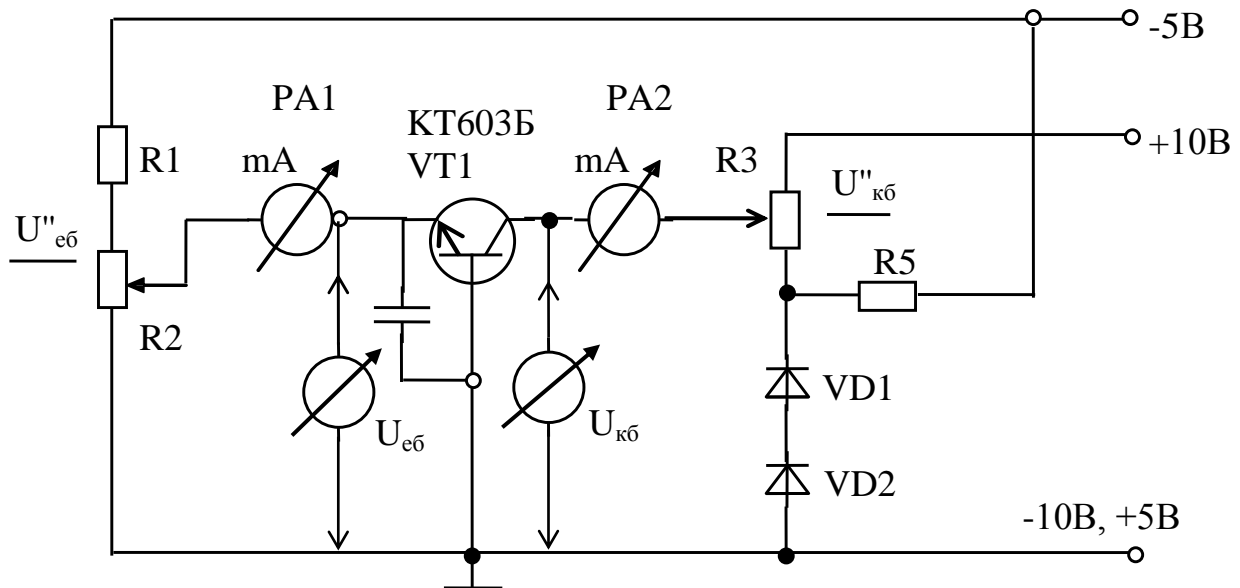 -5В
PA1
PA2
КТ603Б
VT1
+10В
R1
mA
mA
R3
U"еб
U"кб
R5
R2
VD1
Uеб
Uкб
VD2
-10В, +5В